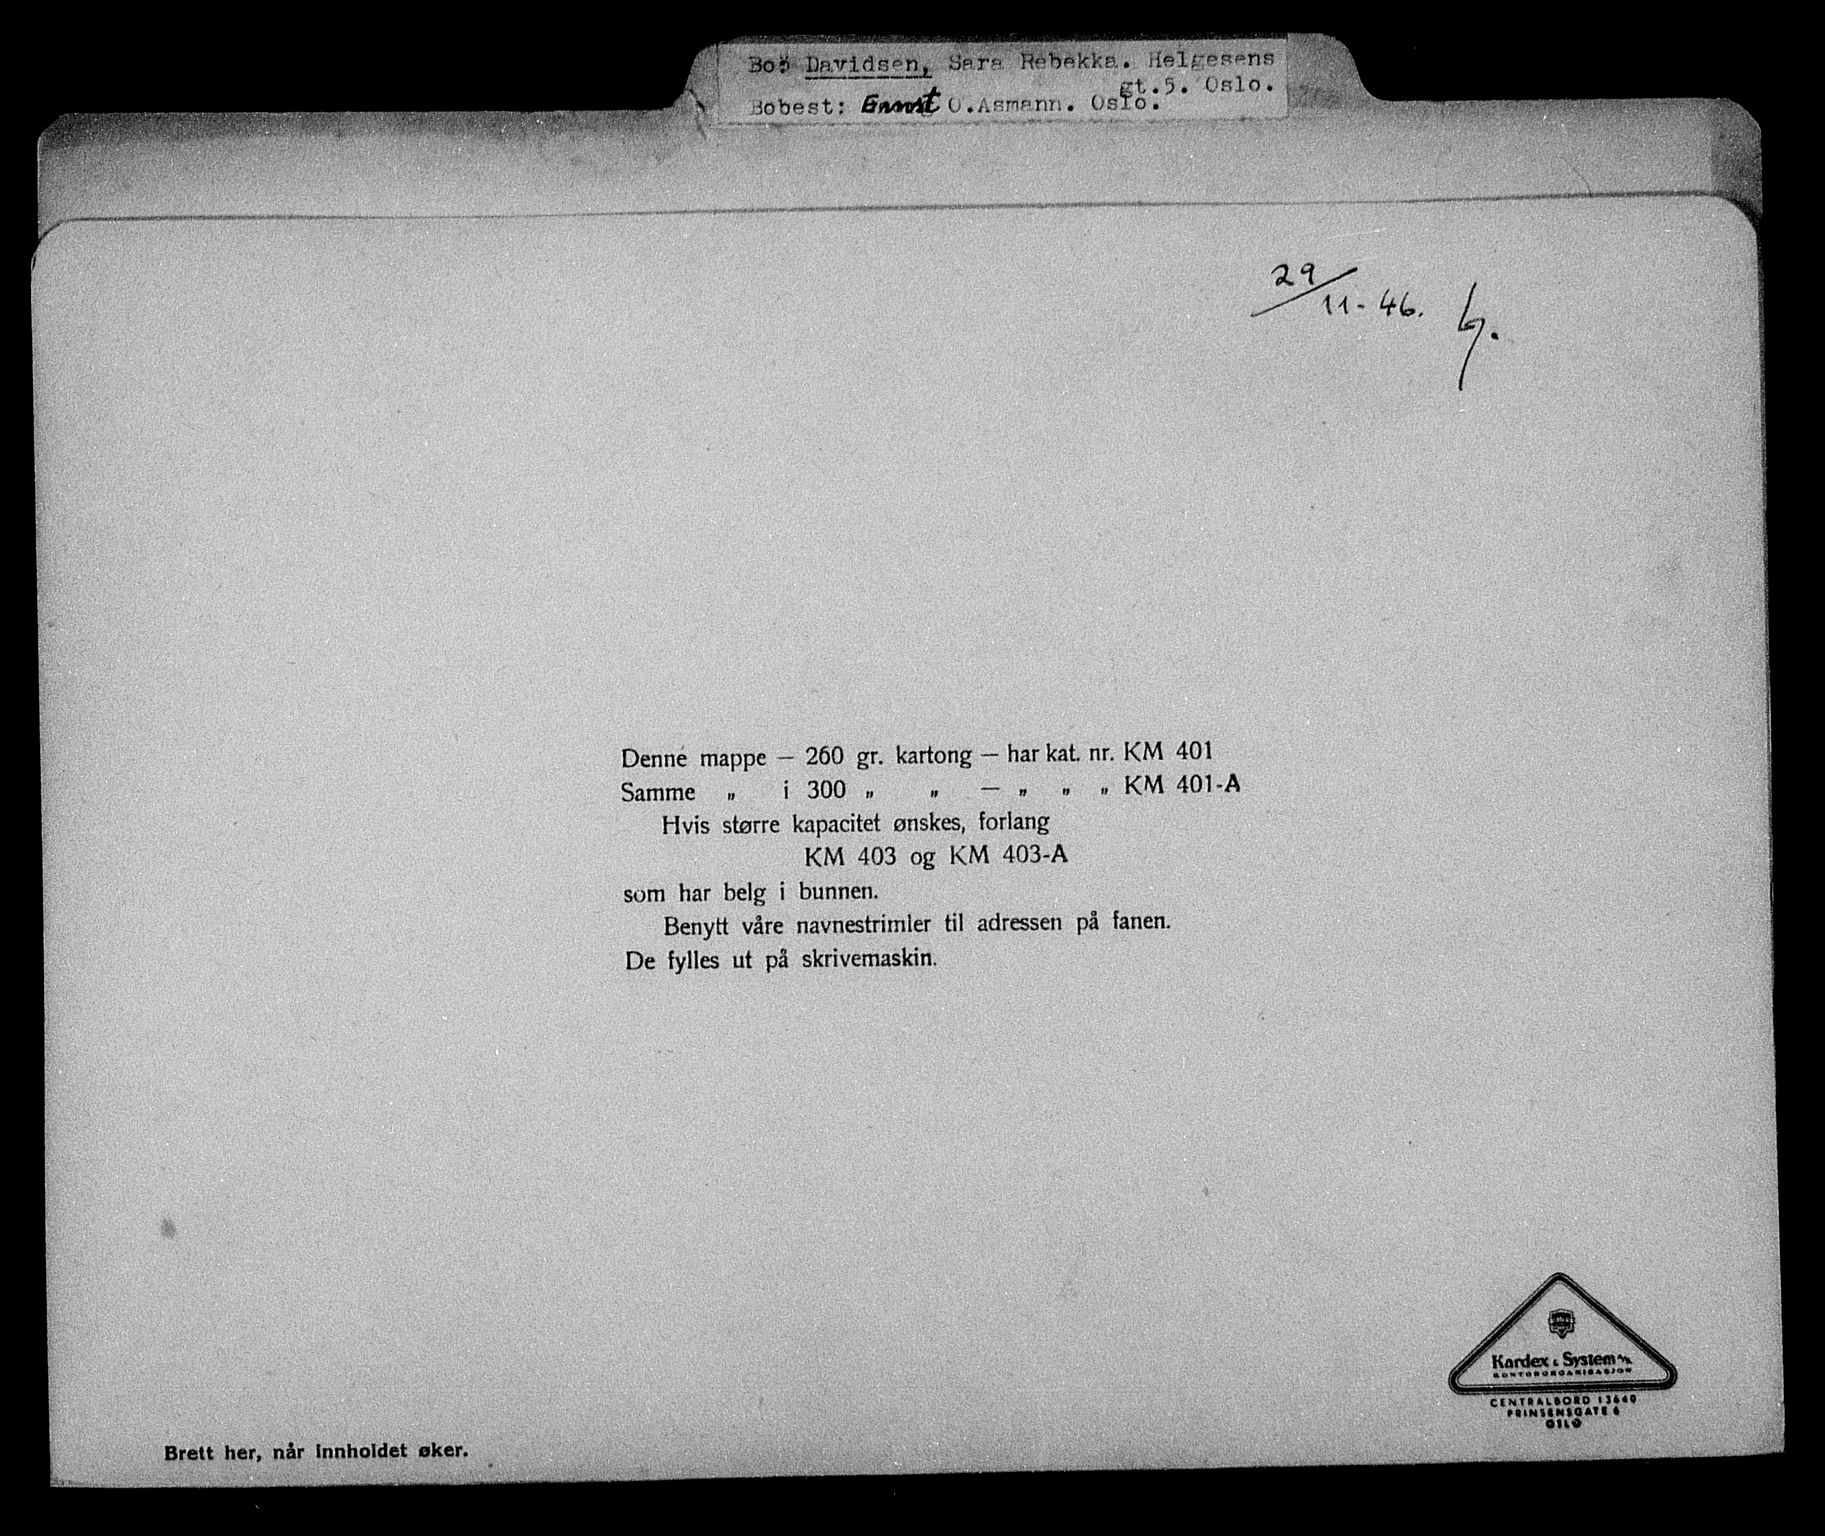 Bo: Davidsen, Sara Rebekka. Helgesens
gt.5. Oslo.
Bobest: Ernst O.Asmann. Oslo.
29/11-46.
Denne mappe — 260 gr. kartong — har kat. nr. KM 401
Samme „ i 300 „ „ — „ „ „ KM 401-A
Hvis større kapacitet ønskes, forlang
KM 403 og KM 403-A
som har belg i bunnen.
Benytt våre navnestrimler til adressen på fanen.
De fylles ut på skrivemaskin.
Kardex & System A/S
KONTORORGANISASJON
CENTRALBORD 13640
PRINSENSGATE 6
OSLO
Brett her, når innholdet øker.